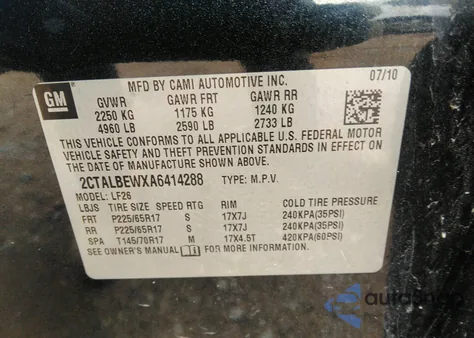 MFD BY CAMI AUTOMOTIVE INC. 07/10
GM
GVWR GAWR FRT GAWR RR
2250 KG 1175 KG 1240 KG
4960 LB 2590 LB 2733 LB
THIS VEHICLE CONFORMS TO ALL APPLICABLE U.S. FEDERAL MOTOR
VEHICLE SAFETY BUMPER, AND THEFT PREVENTION STANDARDS
IN EFFECT ON THE DATE OF MANUFACTURE SHOWN ABOVE.
2CTALBEWXA6414288 TYPE: M.P.V.
MODEL: LF26
LBJS TIRE SIZE SPEED RTG RIM COLD TIRE PRESSURE
FRT P225/65R17 S 17X7J 240KPA(35PSI)
RR P225/65R17 S 17X7J 240KPA(35PSI)
SPA T145/70R17 M 17X4.5T 420KPA(60PSI)
SEE OWNER'S MANUAL FOR MORE INFORMATION.
autoSnap